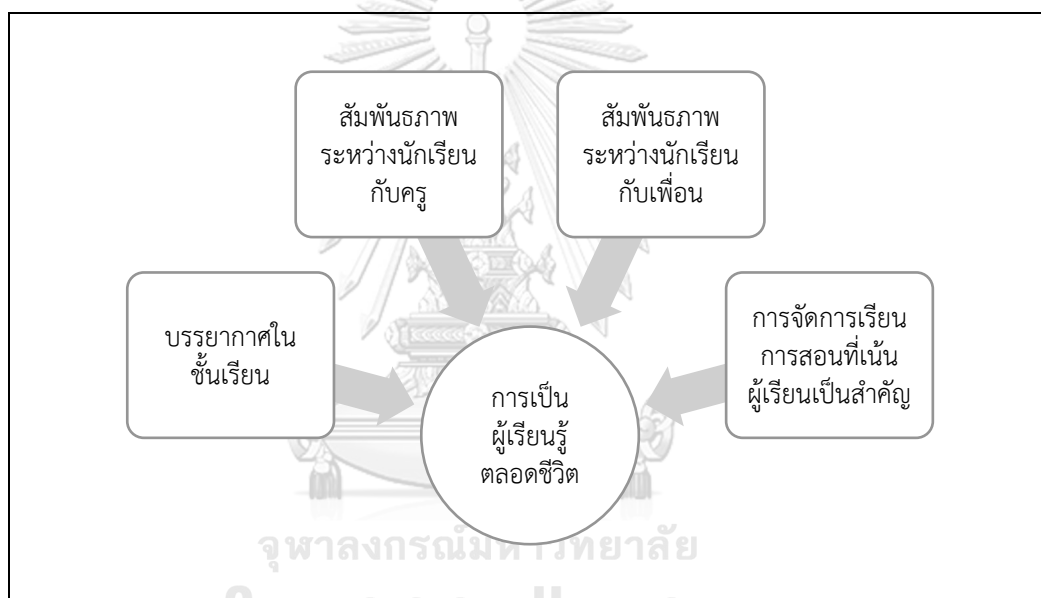 สัมพันธภาพ
ระหว่างนักเรียน
กับครู
สัมพันธภาพ
ระหว่างนักเรียน
กับเพื่อน
บรรยากาศใน
ชั้นเรียน
การจัดการเรียน
การสอนที่เน้น
ผู้เรียนเป็นสำคัญ
การเป็น
ผู้เรียนรู้
ตลอดชีวิต
จุฬาลงกรณ์มหาวิทยาลัย